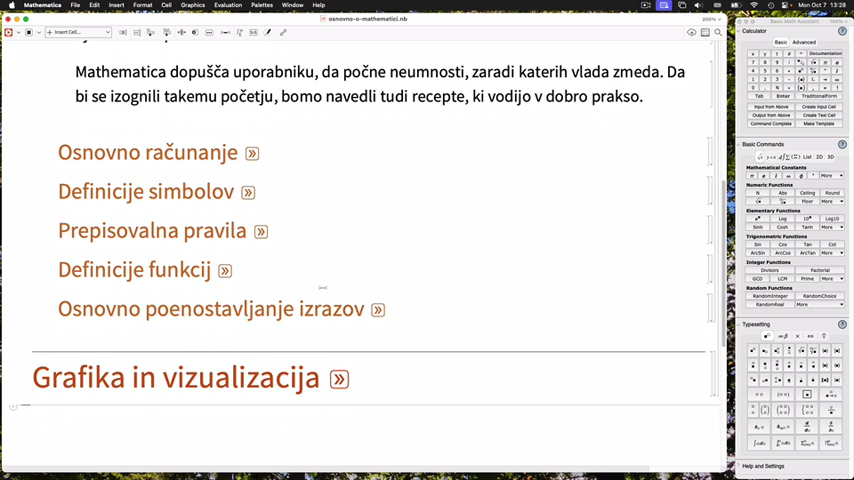 Mathematica File Edit Insert Format Cell Graphics Evaluation Palettes Window Help Mon Oct 7 13:28
osnovno-o-mathematici.nb
200%
Insert Cell...
Mathematica dopušča uporabniku, da počne neumnosti, zaradi katerih vlada zmeda. Da
bi se izognili takemu početju, bomo navedli tudi recepte, ki vodijo v dobro prakso.
Osnovno računanje
Definicije simbolov
Prepisovalna pravila
Definicije funkcij
Osnovno poenostavljanje izrazov
Grafika in vizualizacija
Basic Math Assistant
Calculator
Basic Advanced
Documentation
Tab Enter TraditionalForm
Input from Above Create Input Cell
Output from Above Create Text Cell
Command Complete Make Template
Basic Commands
List 2D 3D
Mathematical Constants
π e i ∞ ° φ More
Numeric Functions
N Abs Ceiling Round
Floor More
Elementary Functions
Log Log10
Sinh Cosh Tanh More
Trigonometric Functions
Sin Cos Tan Cot
ArcSin ArcCos ArcTan More
Integer Functions
Divisors Factorial
GCD LCM Prime More
Random Functions
RandomInteger RandomChoice
RandomReal More
Typesetting
Help and Settings